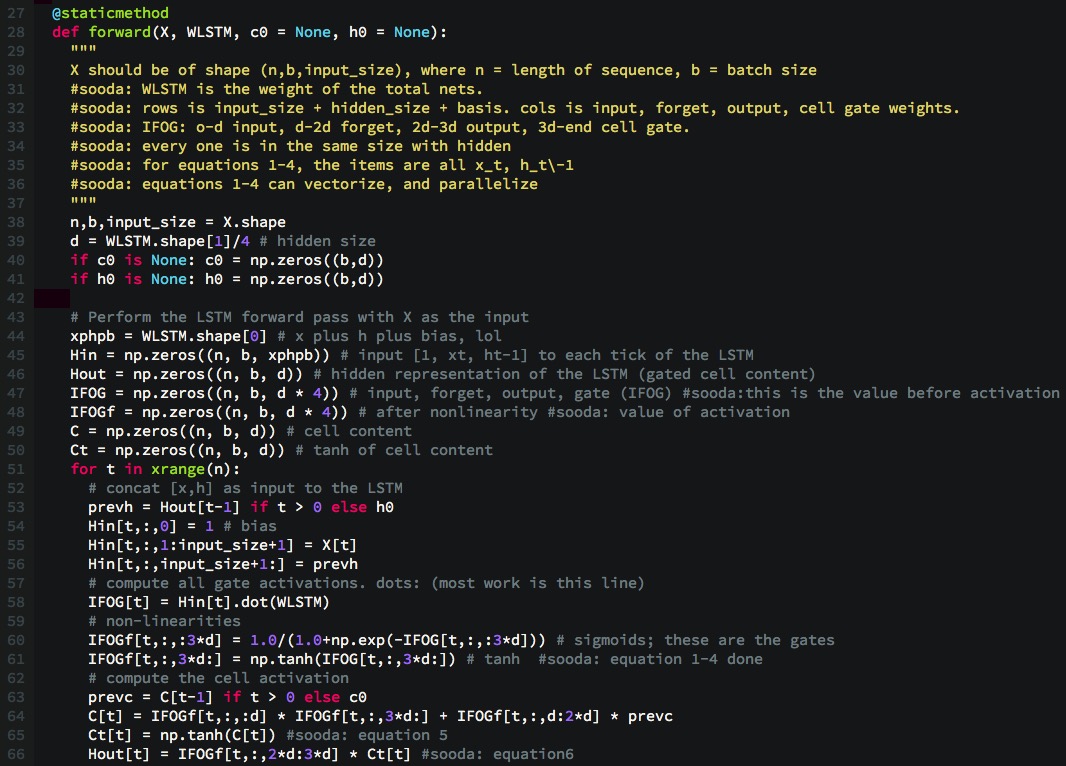 27 @staticmethod
28 def forward(X, WLSTM, c0 = None, h0 = None):
29 """
30 X should be of shape (n,b,input_size), where n = length of sequence, b = batch size
31 #sooda: WLSTM is the weight of the total nets.
32 #sooda: rows is input_size + hidden_size + basis. cols is input, forget, output, cell gate weights.
33 #sooda: IFOG: o-d input, d-2d forget, 2d-3d output, 3d-end cell gate.
34 #sooda: every one is in the same size with hidden
35 #sooda: for equations 1-4, the items are all x_t, h_t\-1
36 #sooda: equations 1-4 can vectorize, and parallelize
37 """
38 n,b,input_size = X.shape
39 d = WLSTM.shape[1]/4 # hidden size
40 if c0 is None: c0 = np.zeros((b,d))
41 if h0 is None: h0 = np.zeros((b,d))
42
43 # Perform the LSTM forward pass with X as the input
44 xphpb = WLSTM.shape[0] # x plus h plus bias, lol
45 Hin = np.zeros((n, b, xphpb)) # input [1, xt, ht-1] to each tick of the LSTM
46 Hout = np.zeros((n, b, d)) # hidden representation of the LSTM (gated cell content)
47 IFOG = np.zeros((n, b, d * 4)) # input, forget, output, gate (IFOG) #sooda:this is the value before activation
48 IFOGf = np.zeros((n, b, d * 4)) # after nonlinearity #sooda: value of activation
49 C = np.zeros((n, b, d)) # cell content
50 Ct = np.zeros((n, b, d)) # tanh of cell content
51 for t in xrange(n):
52 # concat [x,h] as input to the LSTM
53 prevh = Hout[t-1] if t > 0 else h0
54 Hin[t,:,0] = 1 # bias
55 Hin[t,:,1:input_size+1] = X[t]
56 Hin[t,:,input_size+1:] = prevh
57 # compute all gate activations. dots: (most work is this line)
58 IFOG[t] = Hin[t].dot(WLSTM)
59 # non-linearities
60 IFOGf[t,:,:3*d] = 1.0/(1.0+np.exp(-IFOG[t,:,:3*d])) # sigmoids; these are the gates
61 IFOGf[t,:,3*d:] = np.tanh(IFOG[t,:,3*d:]) # tanh #sooda: equation 1-4 done
62 # compute the cell activation
63 prevc = C[t-1] if t > 0 else c0
64 C[t] = IFOGf[t,:,:d] * IFOGf[t,:,3*d:] + IFOGf[t,:,d:2*d] * prevc
65 Ct[t] = np.tanh(C[t]) #sooda: equation 5
66 Hout[t] = IFOGf[t,:,2*d:3*d] * Ct[t] #sooda: equation6